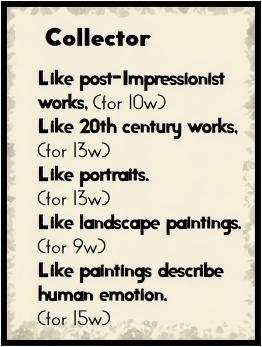 Collector
Like post-Impressionist
works, (for 10w)
Like 20th century works,
(for 13w)
Like portraits.
(for 13w)
Like landscape paintings.
(for 9w)
Like paintings describe
human emotion.
(for 15w)